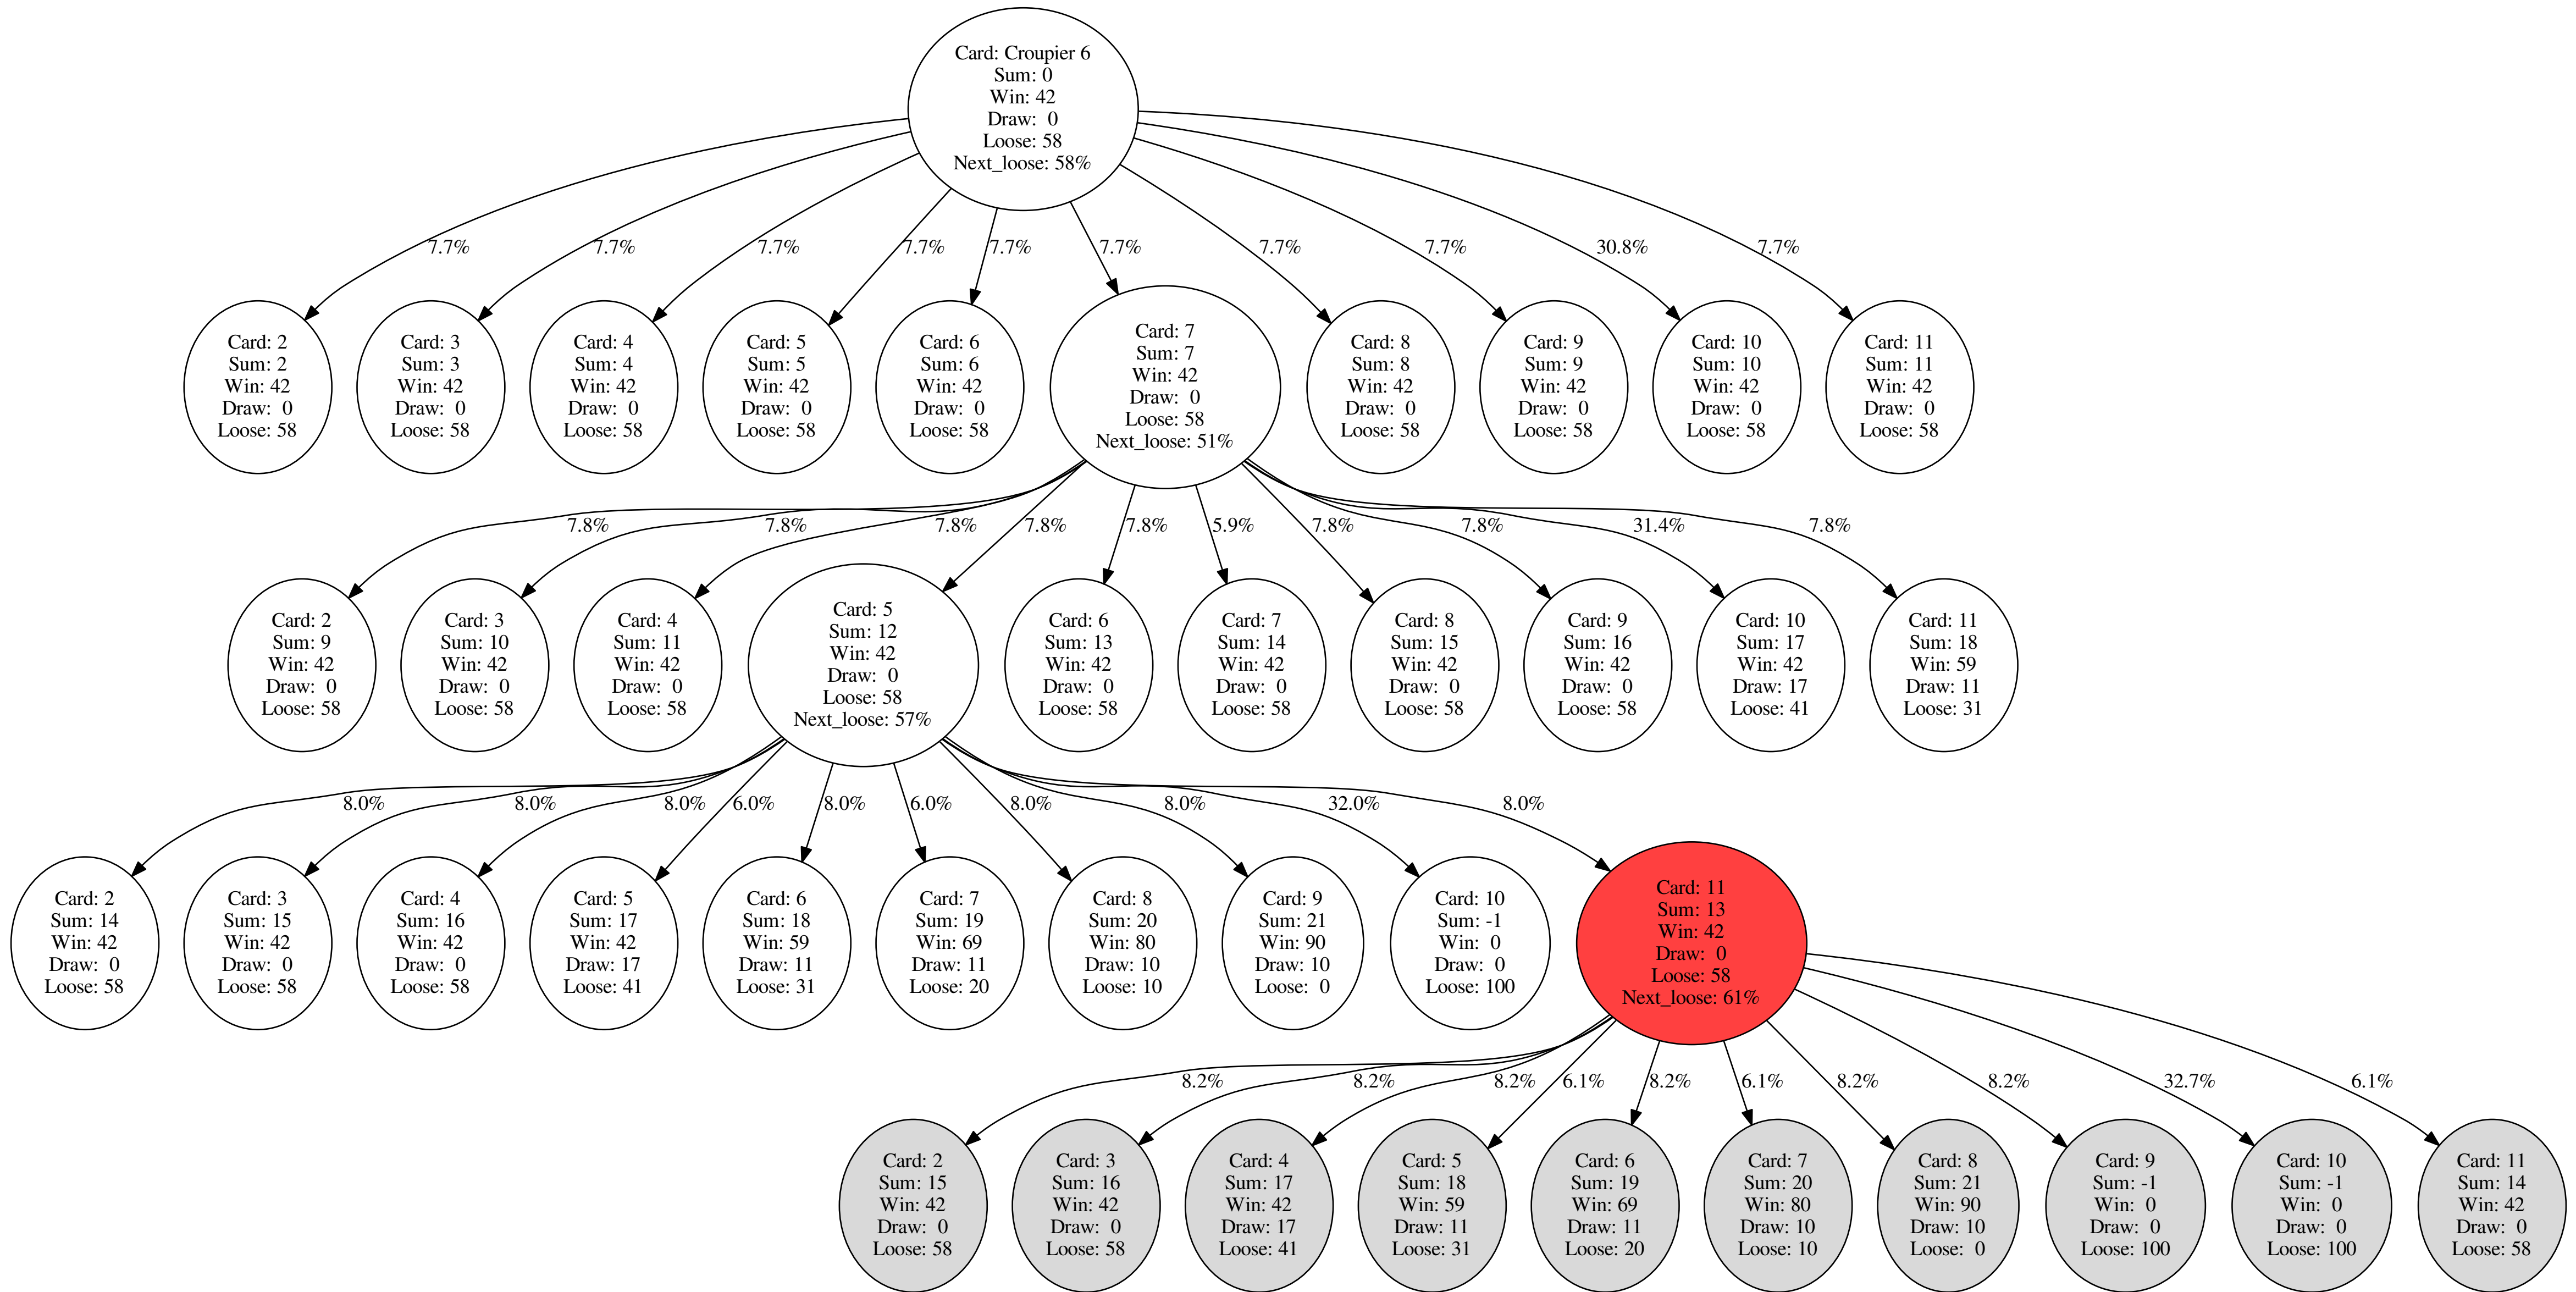 Card: Croupier 6
Sum: 0
Win: 42
Draw: 0
Loose: 58
Next_loose: 58%
7.7%
7.7%
7.7%
7.7%
7.7%
7.7%
7.7%
7.7%
30.8%
7.7%
Card: 2
Sum: 2
Win: 42
Draw: 0
Loose: 58
Card: 3
Sum: 3
Win: 42
Draw: 0
Loose: 58
Card: 4
Sum: 4
Win: 42
Draw: 0
Loose: 58
Card: 5
Sum: 5
Win: 42
Draw: 0
Loose: 58
Card: 6
Sum: 6
Win: 42
Draw: 0
Loose: 58
Card: 7
Sum: 7
Win: 42
Draw: 0
Loose: 58
Next_loose: 51%
Card: 8
Sum: 8
Win: 42
Draw: 0
Loose: 58
Card: 9
Sum: 9
Win: 42
Draw: 0
Loose: 58
Card: 10
Sum: 10
Win: 42
Draw: 0
Loose: 58
Card: 11
Sum: 11
Win: 42
Draw: 0
Loose: 58
7.8%
7.8%
7.8%
7.8%
7.8%
5.9%
7.8%
7.8%
31.4%
7.8%
Card: 2
Sum: 9
Win: 42
Draw: 0
Loose: 58
Card: 3
Sum: 10
Win: 42
Draw: 0
Loose: 58
Card: 4
Sum: 11
Win: 42
Draw: 0
Loose: 58
Card: 5
Sum: 12
Win: 42
Draw: 0
Loose: 58
Next_loose: 57%
Card: 6
Sum: 13
Win: 42
Draw: 0
Loose: 58
Card: 7
Sum: 14
Win: 42
Draw: 0
Loose: 58
Card: 8
Sum: 15
Win: 42
Draw: 0
Loose: 58
Card: 9
Sum: 16
Win: 42
Draw: 0
Loose: 58
Card: 10
Sum: 17
Win: 42
Draw: 17
Loose: 41
Card: 11
Sum: 18
Win: 59
Draw: 11
Loose: 31
8.0%
8.0%
8.0%
6.0%
8.0%
6.0%
8.0%
8.0%
32.0%
8.0%
Card: 2
Sum: 14
Win: 42
Draw: 0
Loose: 58
Card: 3
Sum: 15
Win: 42
Draw: 0
Loose: 58
Card: 4
Sum: 16
Win: 42
Draw: 0
Loose: 58
Card: 5
Sum: 17
Win: 42
Draw: 17
Loose: 41
Card: 6
Sum: 18
Win: 59
Draw: 11
Loose: 31
Card: 7
Sum: 19
Win: 69
Draw: 11
Loose: 20
Card: 8
Sum: 20
Win: 80
Draw: 10
Loose: 10
Card: 9
Sum: 21
Win: 90
Draw: 10
Loose: 0
Card: 10
Sum: -1
Win: 0
Draw: 0
Loose: 100
Card: 11
Sum: 13
Win: 42
Draw: 0
Loose: 58
Next_loose: 61%
8.2%
8.2%
8.2%
6.1%
8.2%
6.1%
8.2%
8.2%
32.7%
6.1%
Card: 2
Sum: 15
Win: 42
Draw: 0
Loose: 58
Card: 3
Sum: 16
Win: 42
Draw: 0
Loose: 58
Card: 4
Sum: 17
Win: 42
Draw: 17
Loose: 41
Card: 5
Sum: 18
Win: 59
Draw: 11
Loose: 31
Card: 6
Sum: 19
Win: 69
Draw: 11
Loose: 20
Card: 7
Sum: 20
Win: 80
Draw: 10
Loose: 10
Card: 8
Sum: 21
Win: 90
Draw: 10
Loose: 0
Card: 9
Sum: -1
Win: 0
Draw: 0
Loose: 100
Card: 10
Sum: -1
Win: 0
Draw: 0
Loose: 100
Card: 11
Sum: 14
Win: 42
Draw: 0
Loose: 58